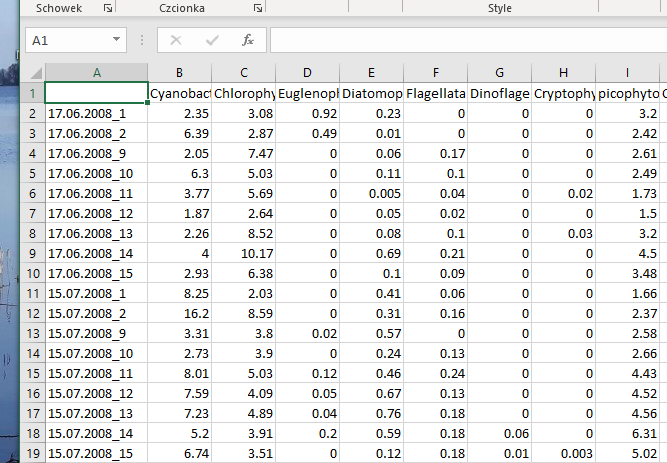 Schowek Czcionka Style
A1 fx
A B C D E F G H I
1 Cyanobact Chlorophy Euglenoph Diatomop Flagellata Dinoflage Cryptophy picophyto
2 17.06.2008_1 2.35 3.08 0.92 0.23 0 0 0 3.2
3 17.06.2008_2 6.39 2.87 0.49 0.01 0 0 0 2.42
4 17.06.2008_9 2.05 7.47 0 0.06 0.17 0 0 2.61
5 17.06.2008_10 6.3 5.03 0 0.11 0.1 0 0 2.49
6 17.06.2008_11 3.77 5.69 0 0.005 0.04 0 0.02 1.73
7 17.06.2008_12 1.87 2.64 0 0.05 0.02 0 0 1.5
8 17.06.2008_13 2.26 8.52 0 0.08 0.1 0 0.03 3.2
9 17.06.2008_14 4 10.17 0 0.69 0.21 0 0 4.5
10 17.06.2008_15 2.93 6.38 0 0.1 0.09 0 0 3.48
11 15.07.2008_1 8.25 2.03 0 0.41 0.06 0 0 1.66
12 15.07.2008_2 16.2 8.59 0 0.31 0.16 0 0 2.37
13 15.07.2008_9 3.31 3.8 0.02 0.57 0 0 0 2.58
14 15.07.2008_10 2.73 3.9 0 0.24 0.13 0 0 2.66
15 15.07.2008_11 8.01 5.03 0.12 0.46 0.24 0 0 4.43
16 15.07.2008_12 7.59 4.09 0.05 0.67 0.13 0 0 4.52
17 15.07.2008_13 7.23 4.89 0.04 0.76 0.18 0 0 4.56
18 15.07.2008_14 5.2 3.91 0.2 0.59 0.18 0.06 0 6.31
19 15.07.2008_15 6.74 3.51 0 0.12 0.18 0.01 0.003 5.02